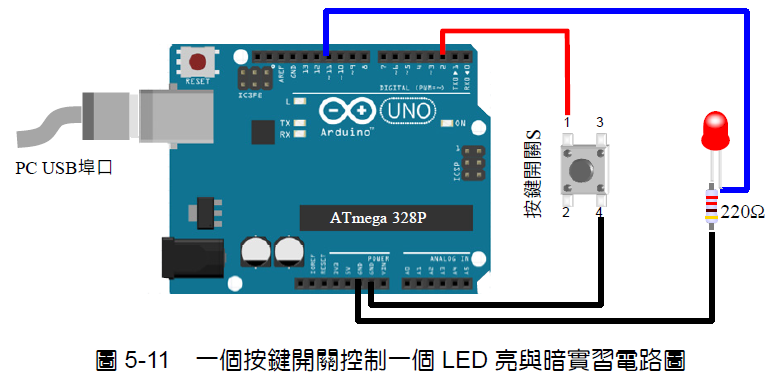 AREF
GND
13
12
~11
~10
~9
8
7
~6
~5
4
~3
2
TXD▶
RXD◀0
RESET
ICSPE
DIGITAL (PWM=~)
L
TX
RX
Arduino™
UNO
ON
1
ICSP
1
3
2
4
按鍵開關S
220Ω
PC USB埠口
ATmega 328P
POWER
ANALOG IN
IOREF
RESET
3V3
5V
GND
GND
VIN
A0
A1
A2
A3
A4
A5
圖 5-11 一個按鍵開關控制一個 LED 亮與暗實習電路圖